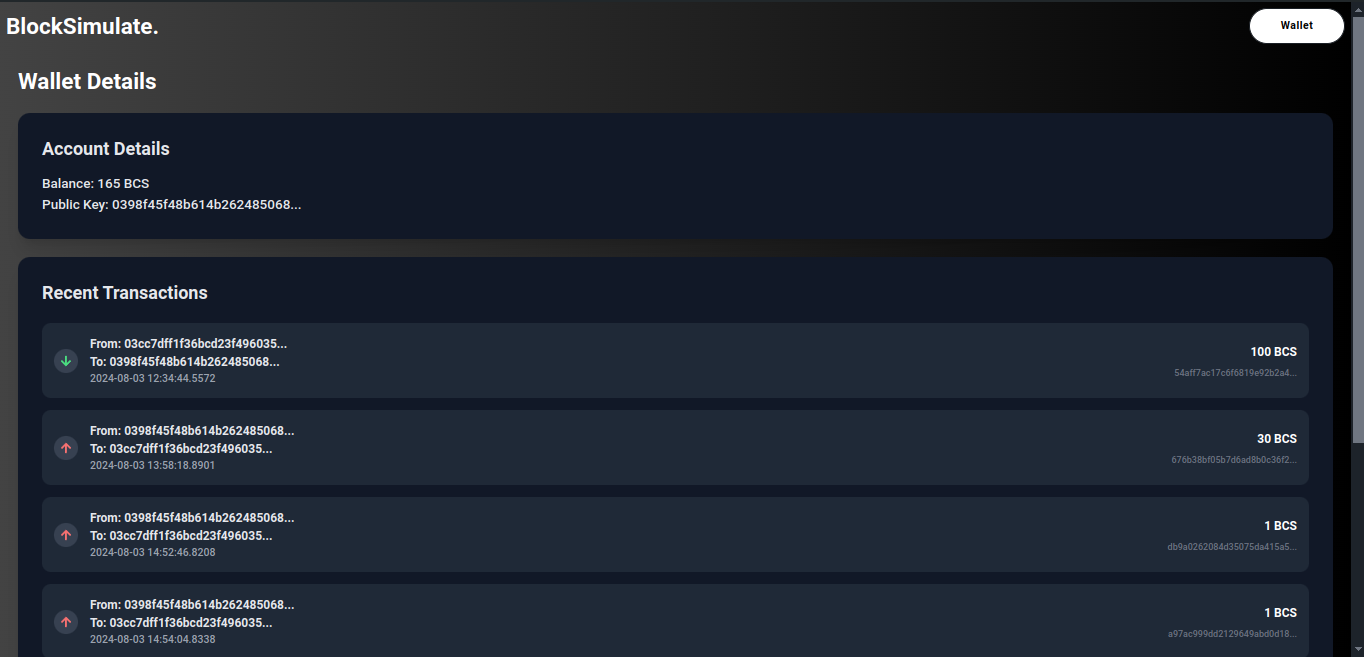 BlockSimulate.
Wallet
Wallet Details
Account Details
Balance: 165 BCS
Public Key: 0398f45f48b614b262485068...
Recent Transactions
From: 03cc7dff1f36bcd23f496035...
To: 0398f45f48b614b262485068...
2024-08-03 12:34:44.5572
100 BCS
54aff7ac17c6f6819e92b2a4...
From: 0398f45f48b614b262485068...
To: 03cc7dff1f36bcd23f496035...
2024-08-03 13:58:18.8901
30 BCS
676b38bf05b7d6ad8b0c36f2...
From: 0398f45f48b614b262485068...
To: 03cc7dff1f36bcd23f496035...
2024-08-03 14:52:46.8208
1 BCS
db9a0262084d35075da415a5...
From: 0398f45f48b614b262485068...
To: 03cc7dff1f36bcd23f496035...
2024-08-03 14:54:04.8338
1 BCS
a97ac999dd2129649abd0d18...